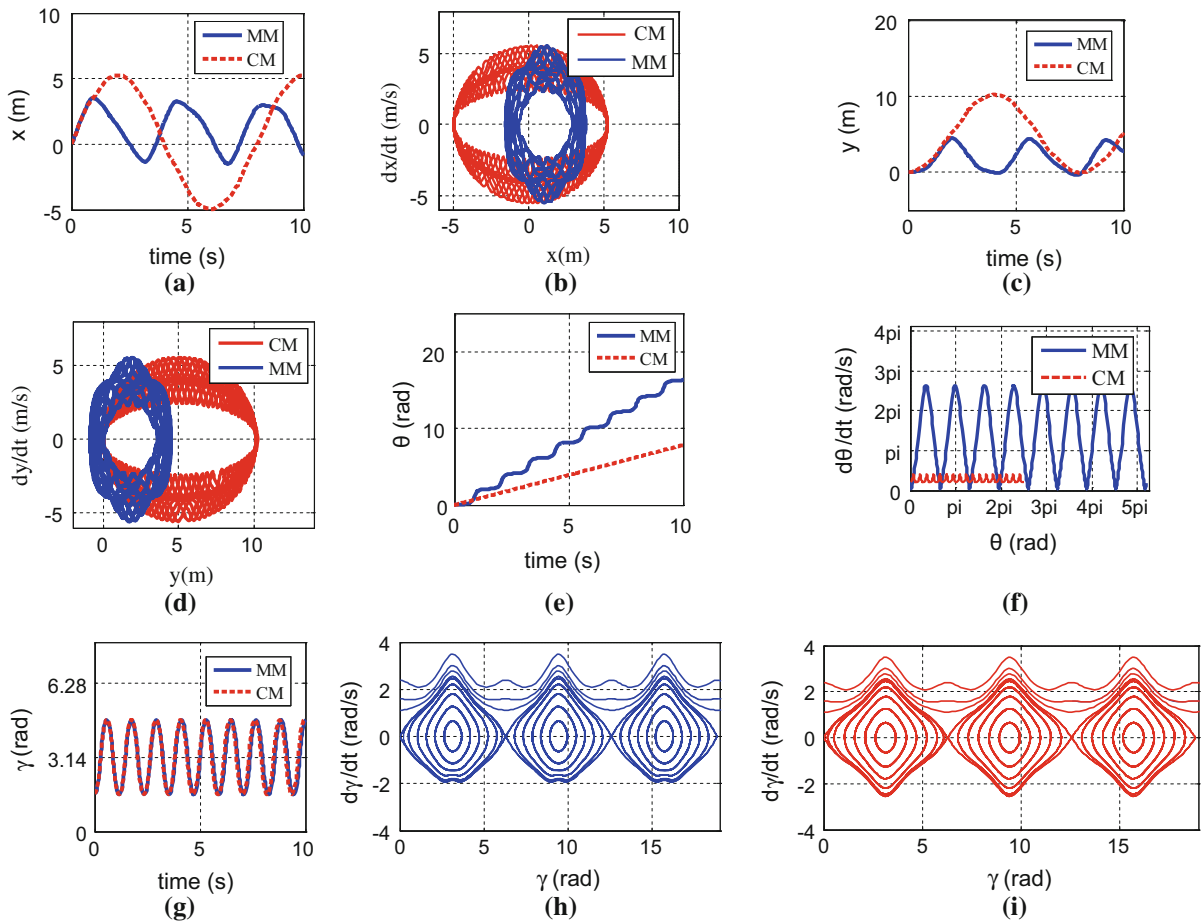 10
5
0
-5
x (m)
0
5
10
time (s)
MM
CM
(a)
5
0
-5
dx/dt (m/s)
-5
0
5
10
x(m)
CM
MM
(b)
20
10
0
y (m)
0
5
10
time (s)
MM
CM
(c)
5
0
-5
dy/dt (m/s)
0
5
10
y(m)
CM
MM
(d)
20
10
0
θ (rad)
0
5
10
time (s)
MM
CM
(e)
4pi
3pi
2pi
pi
0
dθ/dt (rad/s)
0
pi
2pi
3pi
4pi
5pi
θ (rad)
MM
CM
(f)
6.28
3.14
0
γ (rad)
0
5
10
time (s)
MM
CM
(g)
4
2
0
-2
-4
dγ/dt (rad/s)
0
5
10
15
γ (rad)
(h)
4
2
0
-2
-4
dγ/dt (rad/s)
0
5
10
15
γ (rad)
(i)